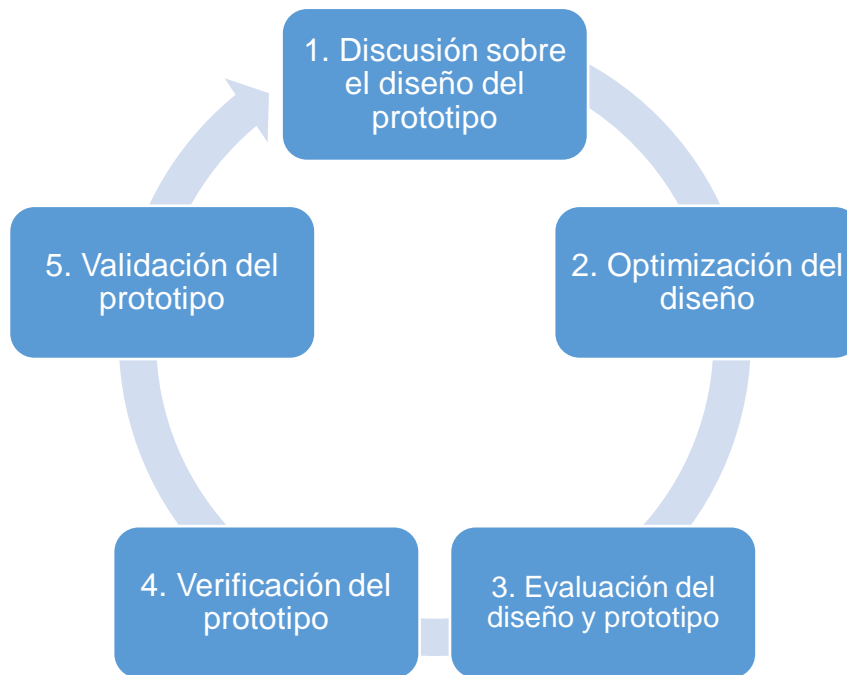 1. Discusión sobre
el diseño del
prototipo
2. Optimización del
diseño
3. Evaluación del
diseño y prototipo
4. Verificación del
prototipo
5. Validación del
prototipo